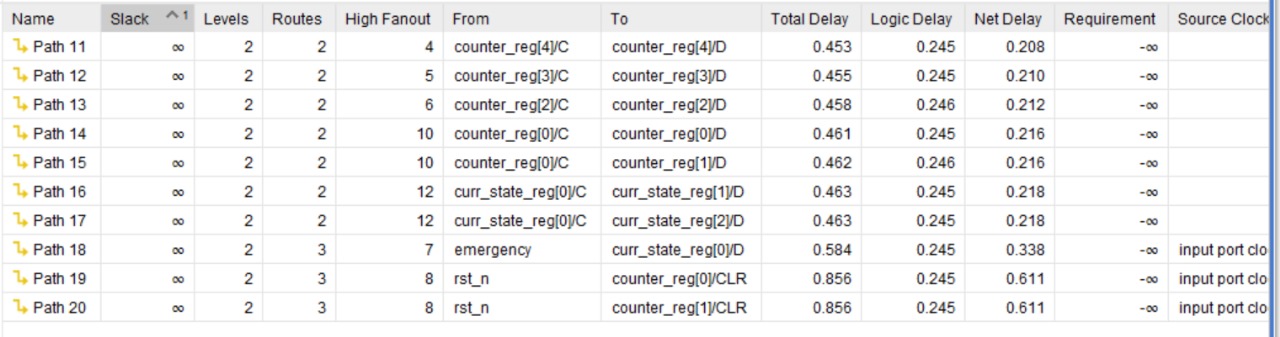 Name Slack ^1 Levels Routes High Fanout From To Total Delay Logic Delay Net Delay Requirement Source Clock
Path 11 ∞ 2 2 4 counter_reg[4]/C counter_reg[4]/D 0.453 0.245 0.208 -∞
Path 12 ∞ 2 2 5 counter_reg[3]/C counter_reg[3]/D 0.455 0.245 0.210 -∞
Path 13 ∞ 2 2 6 counter_reg[2]/C counter_reg[2]/D 0.458 0.246 0.212 -∞
Path 14 ∞ 2 2 10 counter_reg[0]/C counter_reg[0]/D 0.461 0.245 0.216 -∞
Path 15 ∞ 2 2 10 counter_reg[0]/C counter_reg[1]/D 0.462 0.246 0.216 -∞
Path 16 ∞ 2 2 12 curr_state_reg[0]/C curr_state_reg[1]/D 0.463 0.245 0.218 -∞
Path 17 ∞ 2 2 12 curr_state_reg[0]/C curr_state_reg[2]/D 0.463 0.245 0.218 -∞
Path 18 ∞ 2 3 7 emergency curr_state_reg[0]/D 0.584 0.245 0.338 -∞ input port clo
Path 19 ∞ 2 3 8 rst_n counter_reg[0]/CLR 0.856 0.245 0.611 -∞ input port clo
Path 20 ∞ 2 3 8 rst_n counter_reg[1]/CLR 0.856 0.245 0.611 -∞ input port clo